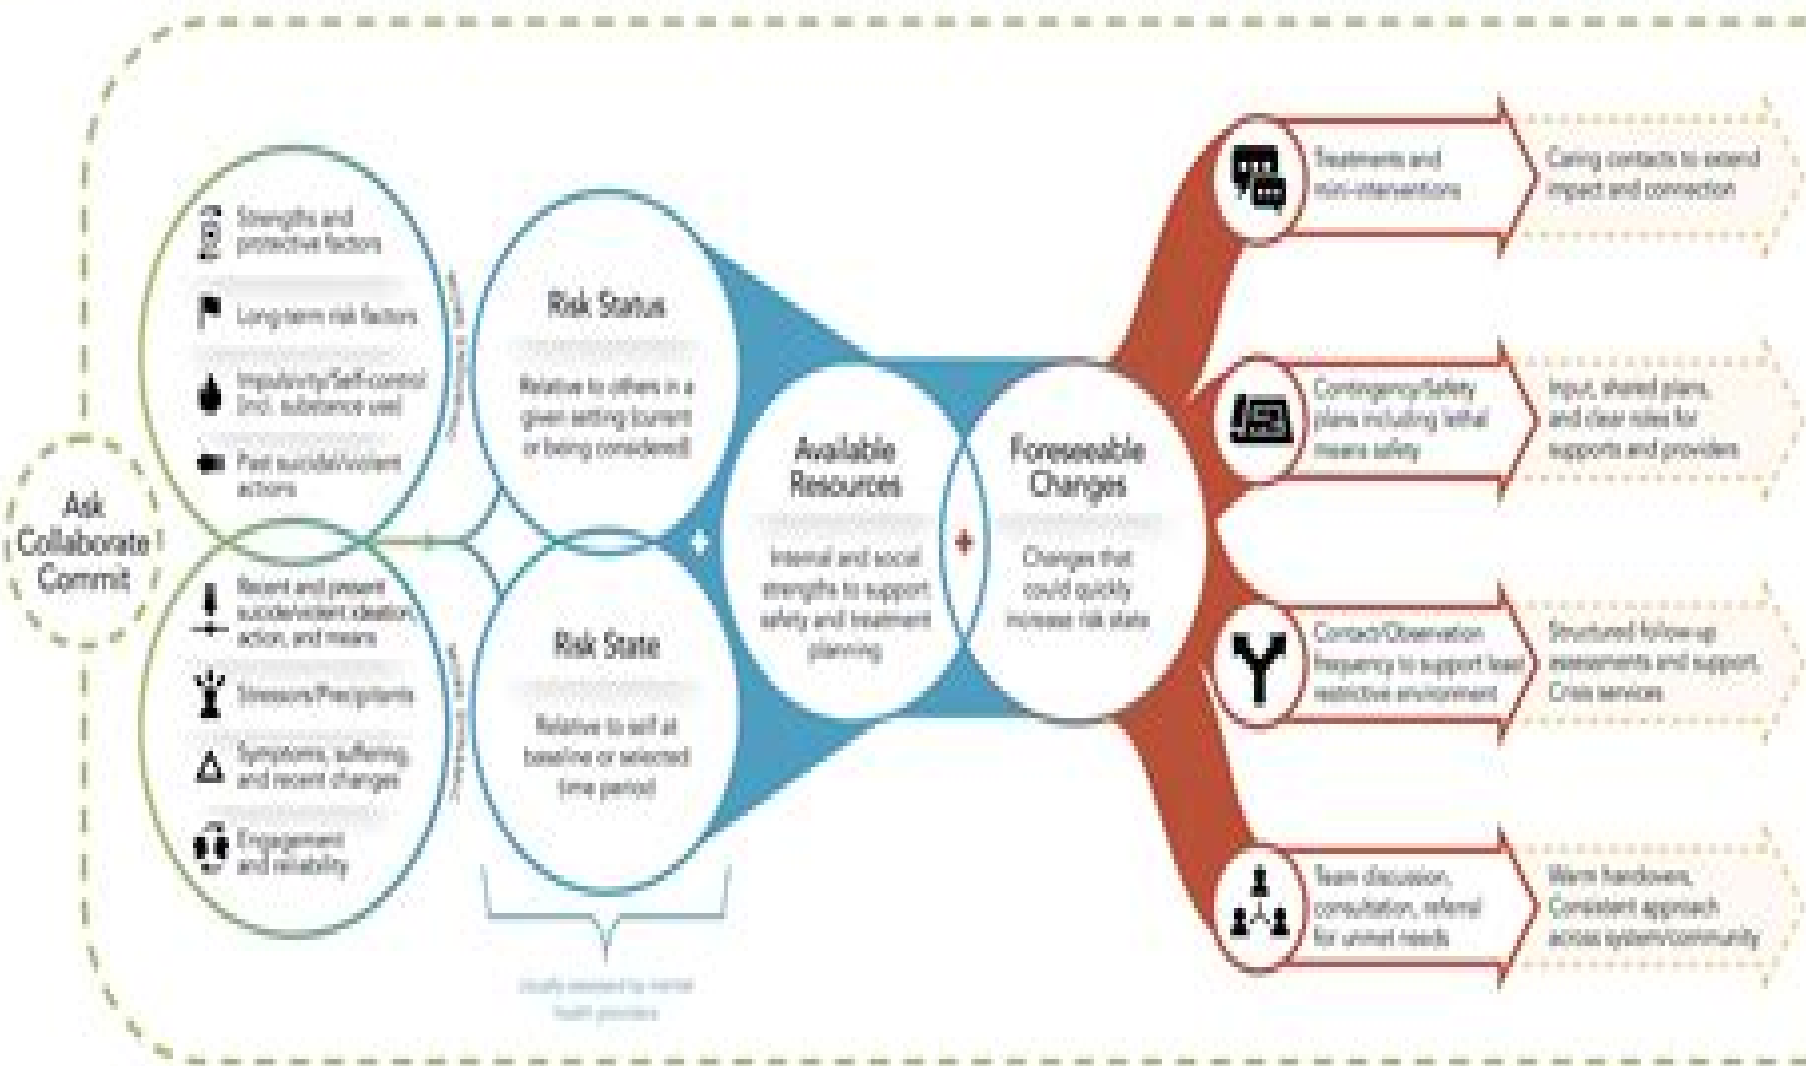 Ask
Collaborate
Commit
Strengths and
protective factors
Long-term risk factors
Impulsivity/Self-control
(incl. substance use)
Past suicidal/violent
actions
Recent and present
suicide/violent ideation,
action, and means
Stressors/Precipitants
Symptoms, suffering,
and recent changes
Engagement
and reliability
Risk Status
Relative to others in a
given setting (current
or being considered)
Risk State
Relative to self at
baseline or selected
time period
health providers
Available
Resources
Internal and social
strengths to support
safety and treatment
planning
Foreseeable
Changes
Changes that
could quickly
increase risk state
Treatments and
mini-interventions
Caring contacts to extend
impact and connection
Contingency/Safety
plans including lethal
means safety
Input, shared plans,
and clear roles for
supports and providers
Contact/Observation
frequency to support least
restrictive environment
Structured follow-up
assessments and support,
Crisis services
Team discussion,
consultation, referral
for unmet needs
Warm handovers,
Consistent approach
across system/community